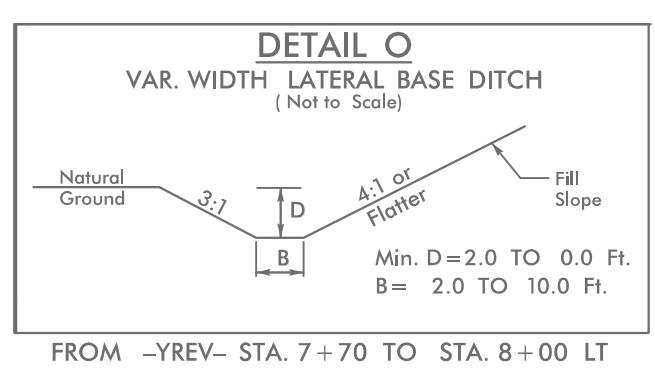 DETAIL O
VAR. WIDTH LATERAL BASE DITCH
( Not to Scale)
Natural
Ground
3:1
D
B
4:1 or
Flatter
Fill
Slope
Min. D=2.0 TO 0.0 Ft.
B= 2.0 TO 10.0 Ft.
FROM –YREV– STA. 7+70 TO STA. 8+00 LT